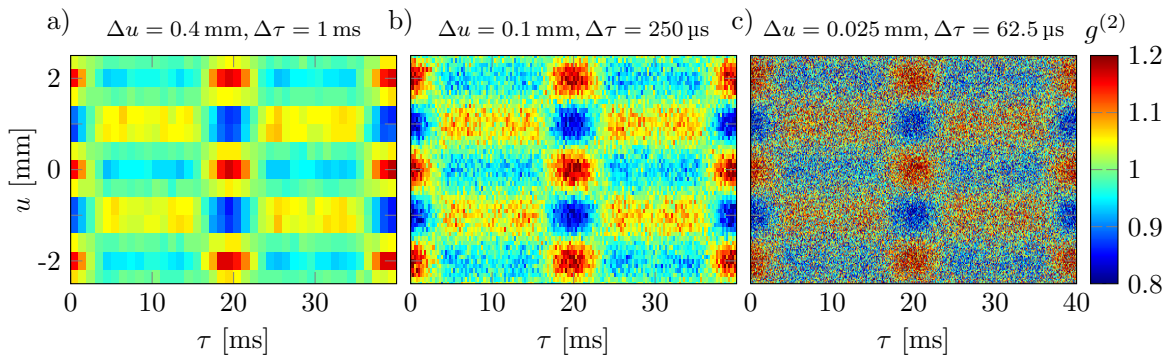 a) Δu = 0.4 mm, Δτ = 1 ms
b) Δu = 0.1 mm, Δτ = 250 µs
c) Δu = 0.025 mm, Δτ = 62.5 µs g⁽²⁾
u [mm]
2
0
-2
0 10 20 30
τ [ms]
0 10 20 30
τ [ms]
0 10 20 30 40
τ [ms]
1.2
1.1
1
0.9
0.8